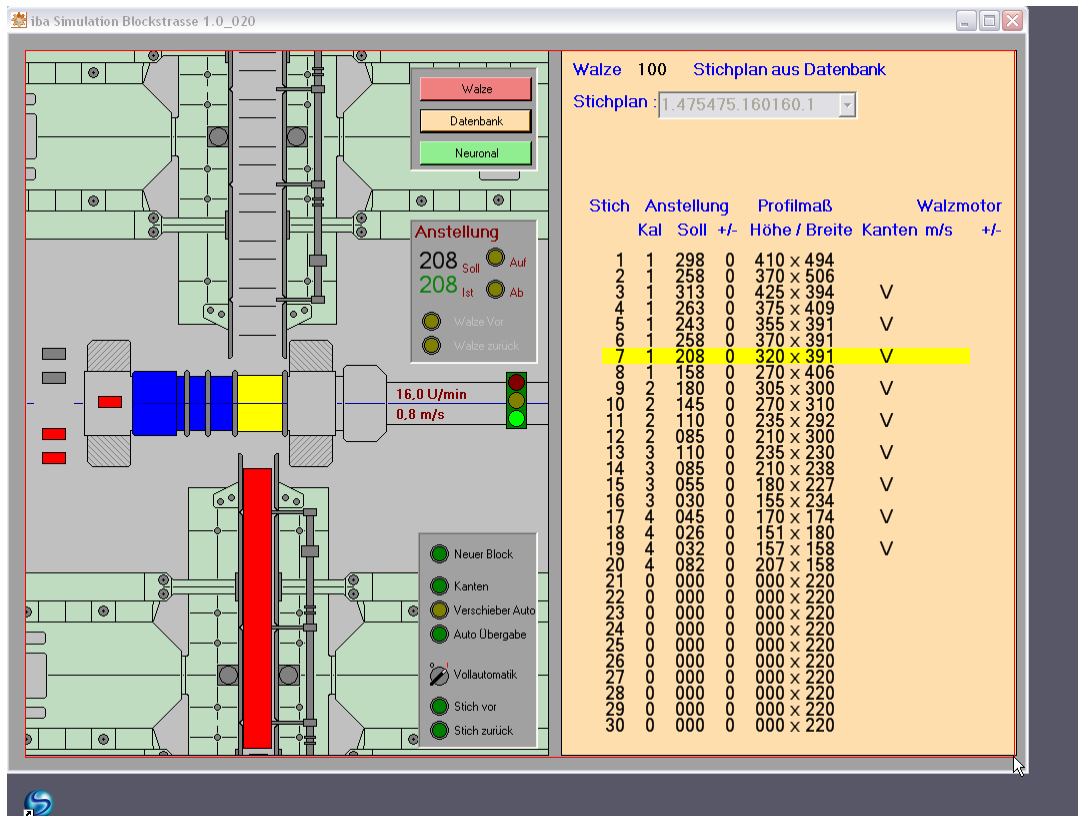 iba Simulation Blockstrasse 1.0_020
Walze
Datenbank
Neuronal
Anstellung
208 Soll Auf
208 Ist Ab
Walze Vor
Walze zurück
16,0 U/min
0,8 m/s
Neuer Block
Kanten
Verschieber Auto
Auto Übergabe
0 I
Vollautomatik
Stich vor
Stich zurück
Walze 100 Stichplan aus Datenbank
Stichplan : 1.475475.160160.1
Stich Anstellung Profilmaß Walzmotor
Kal Soll +/- Höhe / Breite Kanten m/s +/-
1 1 298 0 410 x 494
2 1 258 0 370 x 506
3 1 313 0 425 x 394 V
4 1 263 0 375 x 409
5 1 243 0 355 x 391 V
6 1 258 0 370 x 391
7 1 208 0 320 x 391 V
8 1 158 0 270 x 406
9 2 180 0 305 x 300 V
10 2 145 0 270 x 310
11 2 110 0 235 x 292 V
12 2 085 0 210 x 300
13 3 110 0 235 x 230 V
14 3 085 0 210 x 238
15 3 055 0 180 x 227 V
16 3 030 0 155 x 234
17 4 045 0 170 x 174 V
18 4 026 0 151 x 180
19 4 032 0 157 x 158 V
20 4 082 0 207 x 158
21 0 000 0 000 x 220
22 0 000 0 000 x 220
23 0 000 0 000 x 220
24 0 000 0 000 x 220
25 0 000 0 000 x 220
26 0 000 0 000 x 220
27 0 000 0 000 x 220
28 0 000 0 000 x 220
29 0 000 0 000 x 220
30 0 000 0 000 x 220